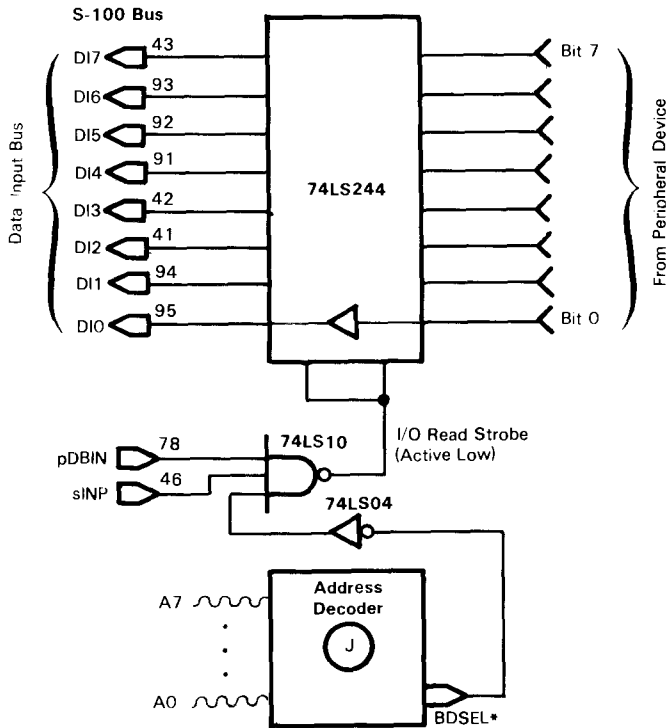 S-100 Bus
DI7 43 Bit 7
DI6 93
DI5 92
DI4 91
DI3 42
DI2 41
DI1 94
DI0 95 Bit 0
Data Input Bus
74LS244
From Peripheral Device
I/O Read Strobe
(Active Low)
pDBIN 78
74LS10
sINP 46
74LS04
Address
Decoder
J
A7
A0
BDSEL*